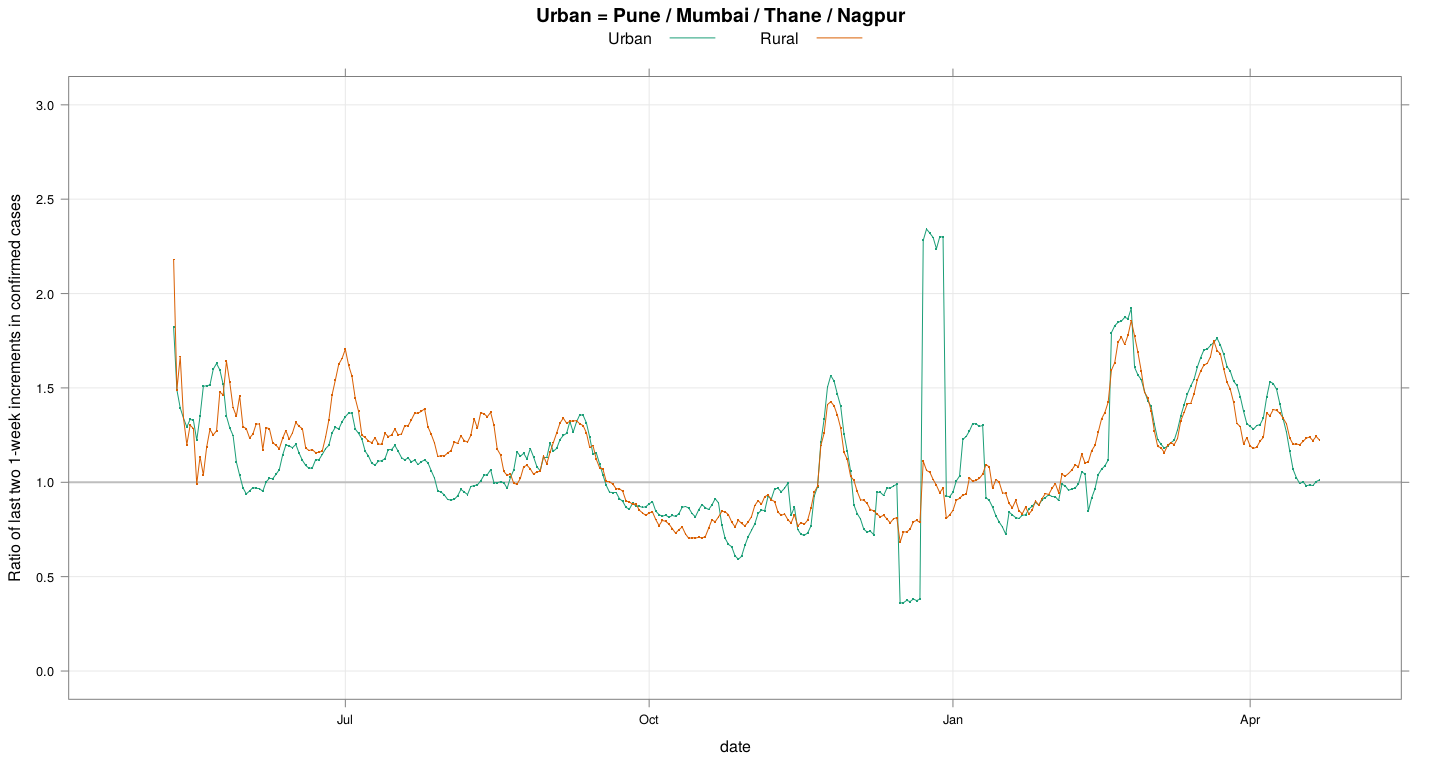 Urban = Pune / Mumbai / Thane / Nagpur
Urban Rural
Ratio of last two 1-week increments in confirmed cases
3.0
2.5
2.0
1.5
1.0
0.5
0.0
Jul Oct Jan Apr
date